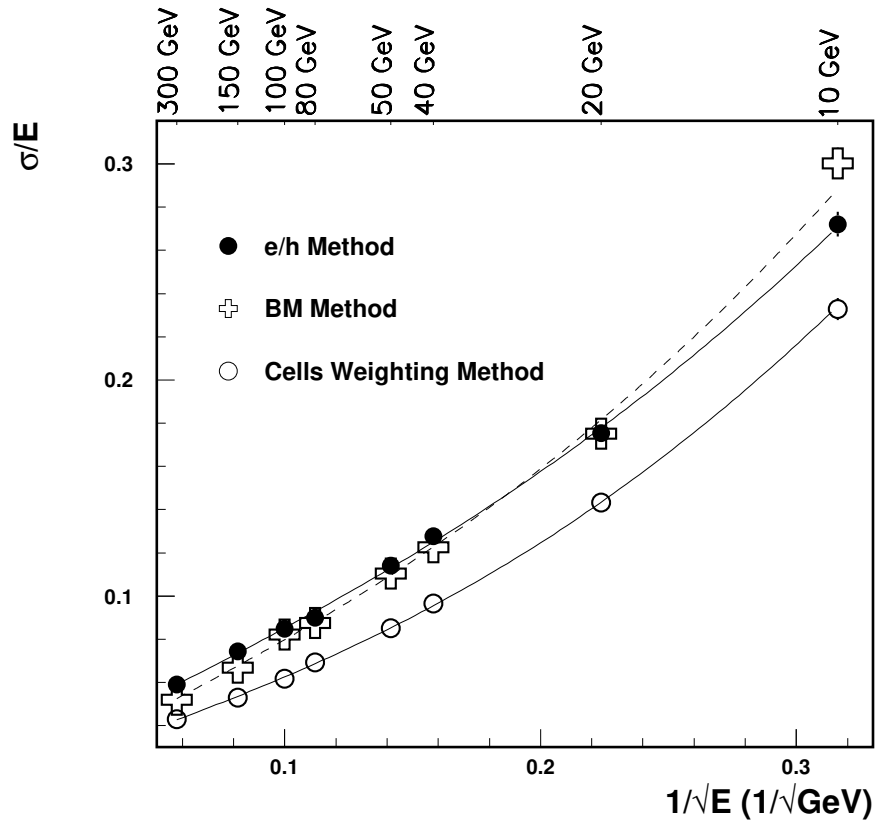 300 GeV
150 GeV
100 GeV
80 GeV
50 GeV
40 GeV
20 GeV
10 GeV
σ/E
0.3
0.2
0.1
e/h Method
BM Method
Cells Weighting Method
0.1
0.2
0.3
1/√E (1/√GeV)